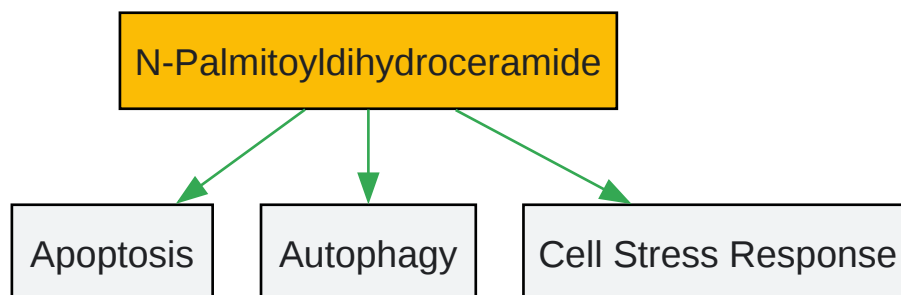 N-Palmitoyldihydroceramide
Apoptosis
Autophagy
Cell Stress Response